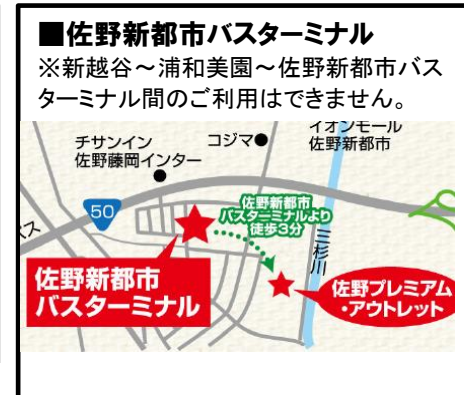 ■佐野新都市バスターミナル
※新越谷~浦和美園~佐野新都市バス
ターミナル間のご利用はできません。
チサンイン
佐野藤岡インター
コジマ
イオンモール
佐野新都市
50
バス
佐野新都市
バスターミナルより
徒歩3分
三杉川
佐野新都市
バスターミナル
佐野プレミアム
・アウトレット